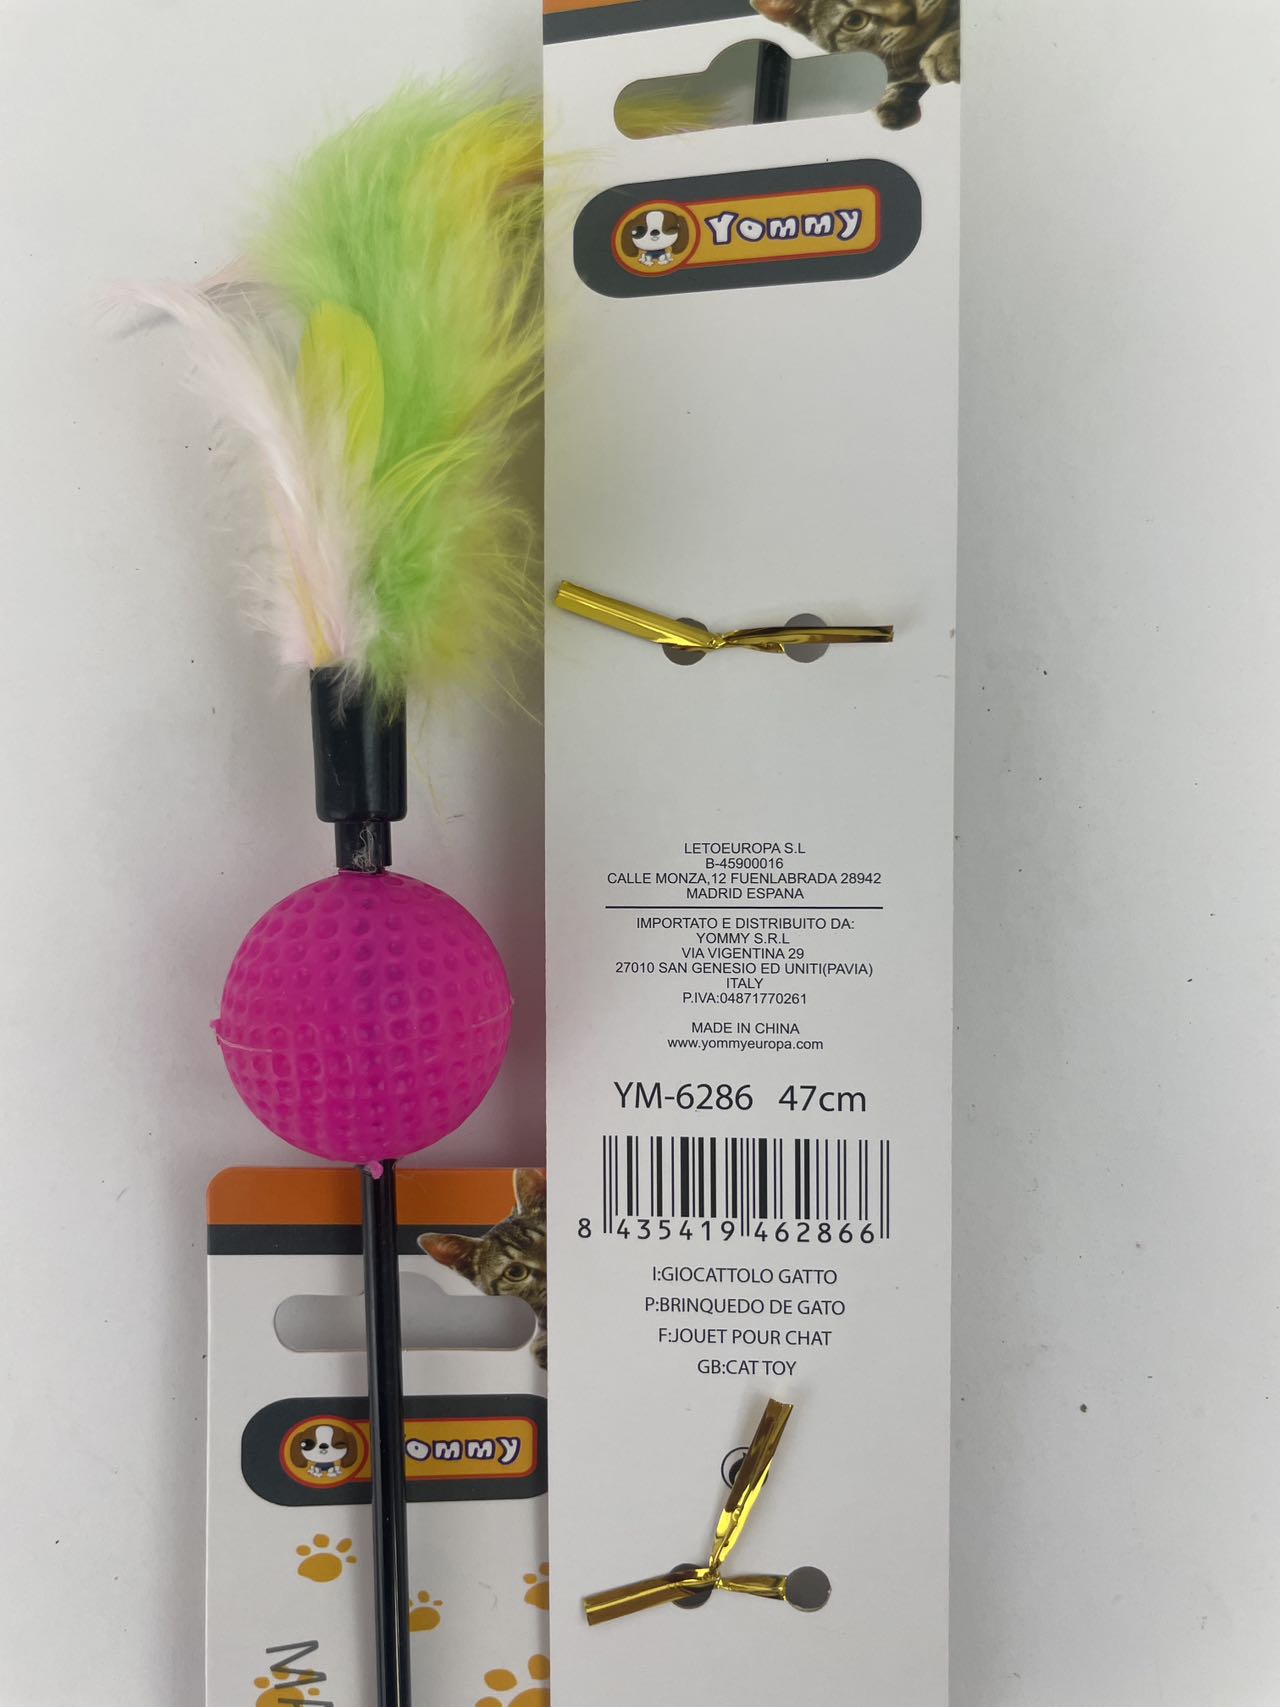 Yommy
LETOEUROPA S.L
B-45900016
CALLE MONZA,12 FUENLABRADA 28942
MADRID ESPANA
IMPORTATO E DISTRIBUITO DA:
YOMMY S.R.L
VIA VIGENTINA 29
27010 SAN GENESIO ED UNITI(PAVIA)
ITALY
P.IVA:04871770261
MADE IN CHINA
www.yommyeuropa.com
YM-6286 47cm
8 435419 462866
I:GIOCATTOLO GATTO
P:BRINQUEDO DE GATO
F:JOUET POUR CHAT
GB:CAT TOY
Yommy